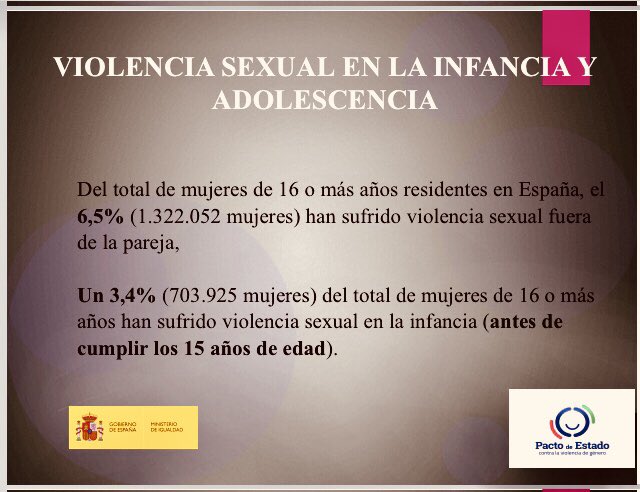 VIOLENCIA SEXUAL EN LA INFANCIA Y
ADOLESCENCIA
Del total de mujeres de 16 o más años residentes en España, el
6,5% (1.322.052 mujeres) han sufrido violencia sexual fuera
de la pareja,
Un 3,4% (703.925 mujeres) del total de mujeres de 16 o más
años han sufrido violencia sexual en la infancia (antes de
cumplir los 15 años de edad).
GOBIERNO
DE ESPAÑA
MINISTERIO
DE IGUALDAD
Pacto de Estado
contra la violencia de género